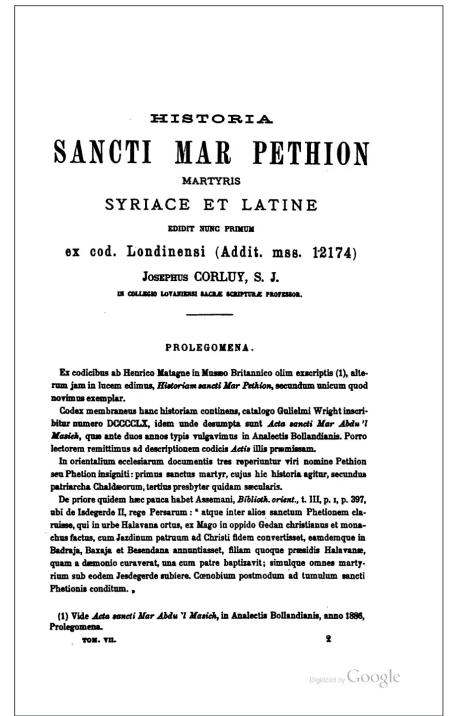 HISTORIA
SANCTI MAR PETHION
MARTYRIS
SYRIACE ET LATINE
EDIDIT NUNC PRIMUM
ex cod. Londinensi (Addit. mss. 12174)
JOSEPHUS CORLUY, S. J.
IN COLLEGIO LOVANIENSI SACRÆ SCRIPTURÆ PROFESSOR.
PROLEGOMENA.
Ex codicibus ab Henrico Matagne in Musæo Britannico olim exscriptis (1), alte-
rum jam in lucem edimus, Historiam sancti Mar Pethion, secundum unicum quod
novimus exemplar.
Codex membraneus hanc historiam continens, catalogo Gulielmi Wright inscri-
bitur numero DCCCCLX, idem unde desumpta sunt Acta sancti Mar Abdu 'l
Masich, quæ ante duos annos typis vulgavimus in Analectis Bollandianis. Porro
lectorem remittimus ad descriptionem codicis Actis illis præmissam.
In orientalium ecclesiarum documentis tres reperiuntur viri nomine Pethion
seu Phetion insigniti : primus sanctus martyr, cujus hic historia agitur, secundus
patriarcha Chaldæorum, tertius presbyter quidam sæcularis.
De priore quidem hæc pauca habet Assemani, Biblioth. orient., t. III, p. I, p. 397,
ubi de Isdegerde II, rege Persarum : " atque inter alios sanctum Phetionem cla-
ruisse, qui in urbe Halavana ortus, ex Mago in oppido Gedan christianus et mona-
chus factus, cum Jazdinum patruum ad Christi fidem convertisset, eamdemque in
Badraja, Baxaja et Besendana annuntiasset, filiam quoque præsidis Halavanæ,
quam a dæmonio curaverat, una cum patre baptizavit; simulque omnes marty-
rium sub eodem Jesdegerde subiere. Cœnobium postmodum ad tumulum sancti
Phetionis conditum. "
(1) Vide Acta sancti Mar Abdu 'l Masich, in Analectis Bollandianis, anno 1886,
Prolegomena.
TOM. VII. 2
Digitized by Google